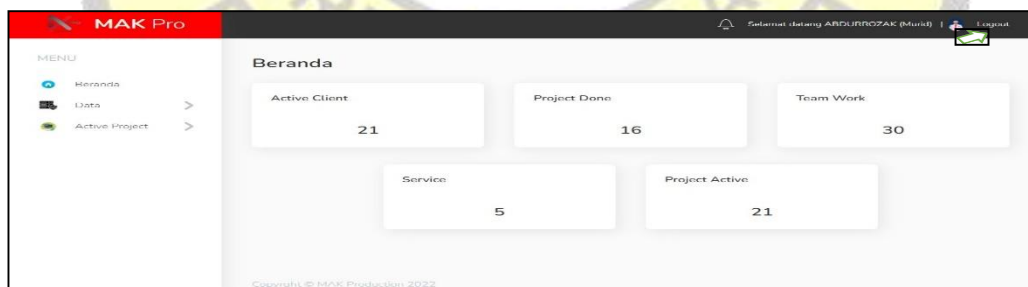 MAK Pro
Selamat datang ABDURROZAK (Murid) | Logout
MENU
Beranda
Data >
Active Project >
Beranda
Active Client
21
Project Done
16
Team Work
30
Service
5
Project Active
21
Copyright © MAK Production 2022